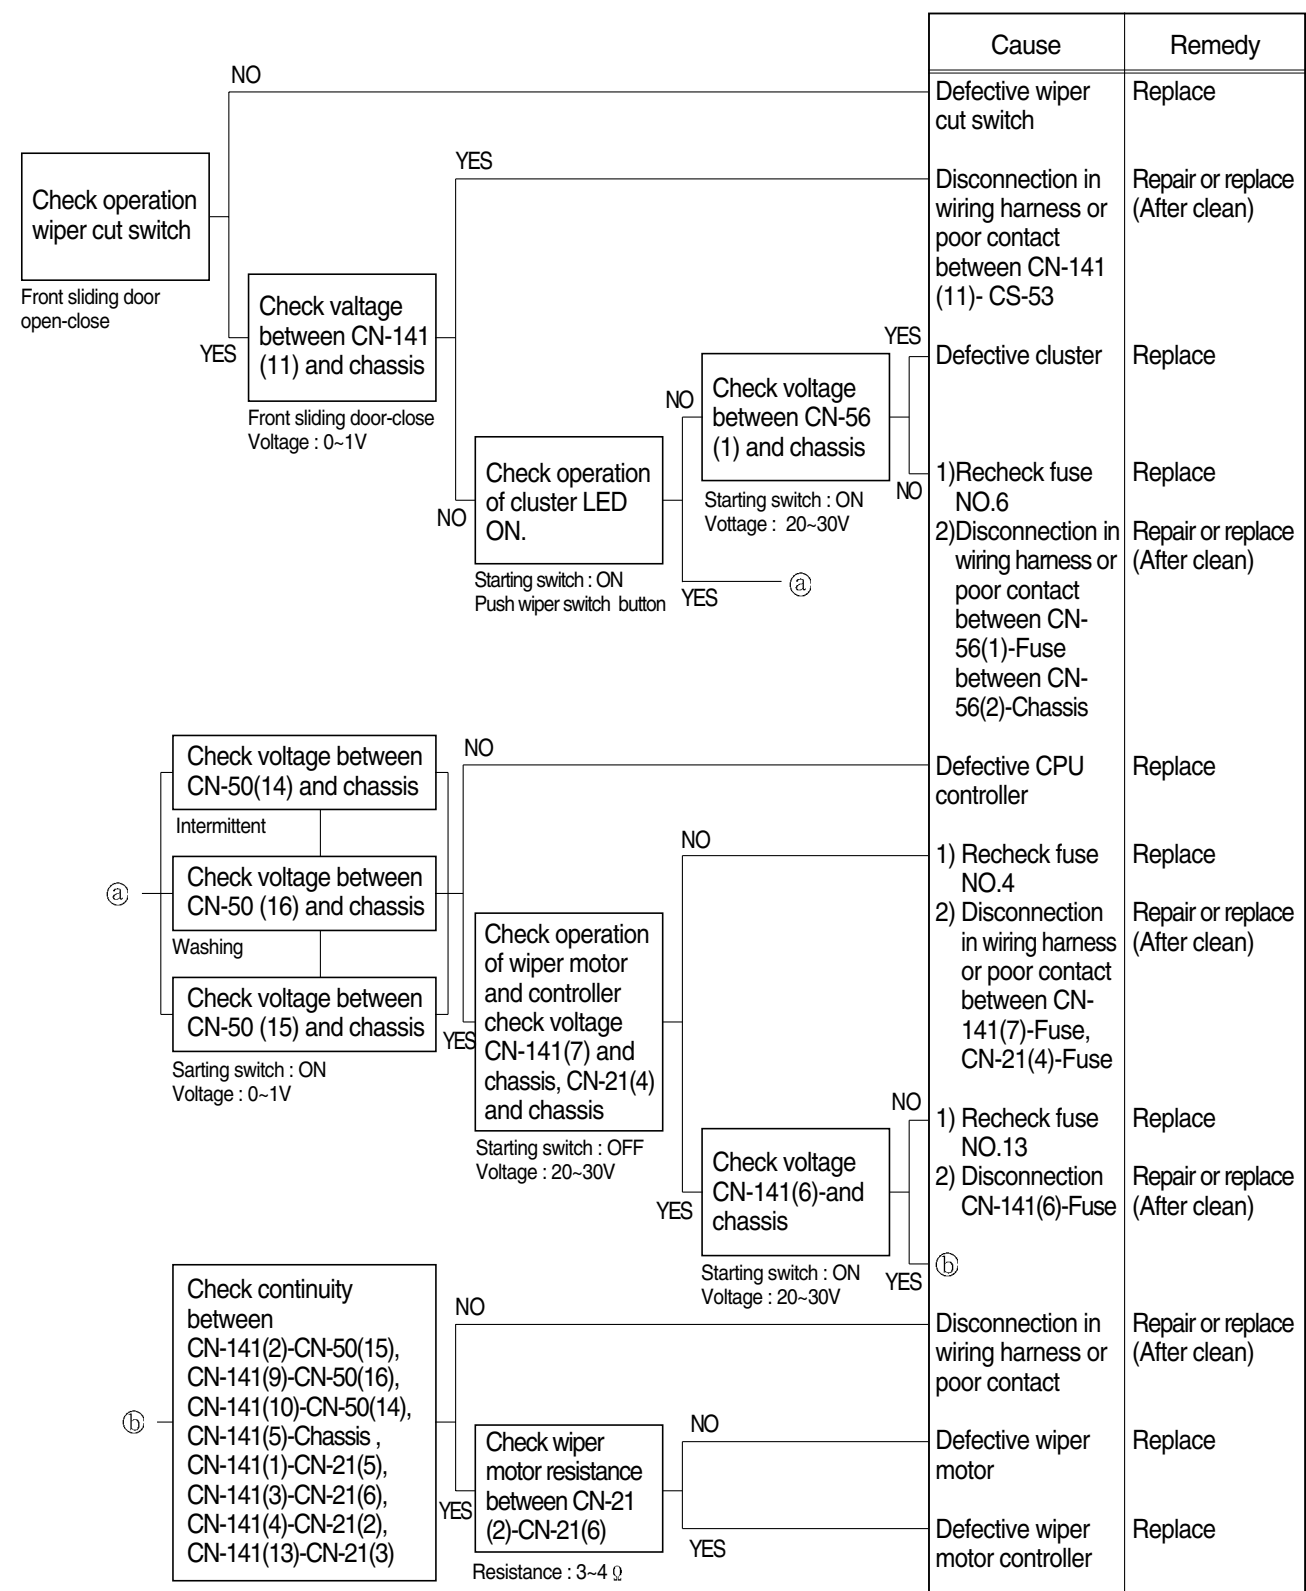 Cause
Remedy
NO
Defective wiper
cut switch
Replace
Check operation
wiper cut switch
Front sliding door
open-close
YES
Disconnection in
wiring harness or
poor contact
between CN-141
(11)- CS-53
Repair or replace
(After clean)
YES
Check valtage
between CN-141
(11) and chassis
Front sliding door-close
Voltage : 0~1V
NO
Check operation
of cluster LED
ON.
Starting switch : ON
Push wiper switch button
NO
Check voltage
between CN-56
(1) and chassis
Starting switch : ON
Vottage : 20~30V
YES
Defective cluster
Replace
NO
1)Recheck fuse
NO.6
Replace
2)Disconnection in
wiring harness or
poor contact
between CN-
56(1)-Fuse
between CN-
56(2)-Chassis
Repair or replace
(After clean)
YES
ⓐ
ⓐ
Check voltage between
CN-50(14) and chassis
Intermittent
Check voltage between
CN-50 (16) and chassis
Washing
Check voltage between
CN-50 (15) and chassis
Sarting switch : ON
Voltage : 0~1V
NO
Defective CPU
controller
Replace
YES
Check operation
of wiper motor
and controller
check voltage
CN-141(7) and
chassis, CN-21(4)
and chassis
Starting switch : OFF
Voltage : 20~30V
NO
1) Recheck fuse
NO.4
Replace
2) Disconnection
in wiring harness
or poor contact
between CN-
141(7)-Fuse,
CN-21(4)-Fuse
Repair or replace
(After clean)
YES
Check voltage
CN-141(6)-and
chassis
Starting switch : ON
Voltage : 20~30V
NO
1) Recheck fuse
NO.13
Replace
2) Disconnection
CN-141(6)-Fuse
Repair or replace
(After clean)
YES
ⓑ
ⓑ
Check continuity
between
CN-141(2)-CN-50(15),
CN-141(9)-CN-50(16),
CN-141(10)-CN-50(14),
CN-141(5)-Chassis ,
CN-141(1)-CN-21(5),
CN-141(3)-CN-21(6),
CN-141(4)-CN-21(2),
CN-141(13)-CN-21(3)
NO
Disconnection in
wiring harness or
poor contact
Repair or replace
(After clean)
YES
Check wiper
motor resistance
between CN-21
(2)-CN-21(6)
Resistance : 3~4 Ω
NO
Defective wiper
motor
Replace
YES
Defective wiper
motor controller
Replace